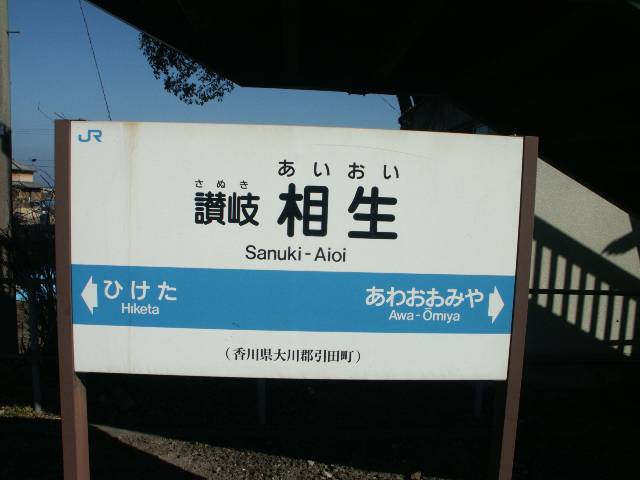 JR
さぬき あいおい
讃岐 相生
Sanuki-Aioi
ひけた あわおおみや
Hiketa Awa-Ōmiya
（香川県大川郡引田町）